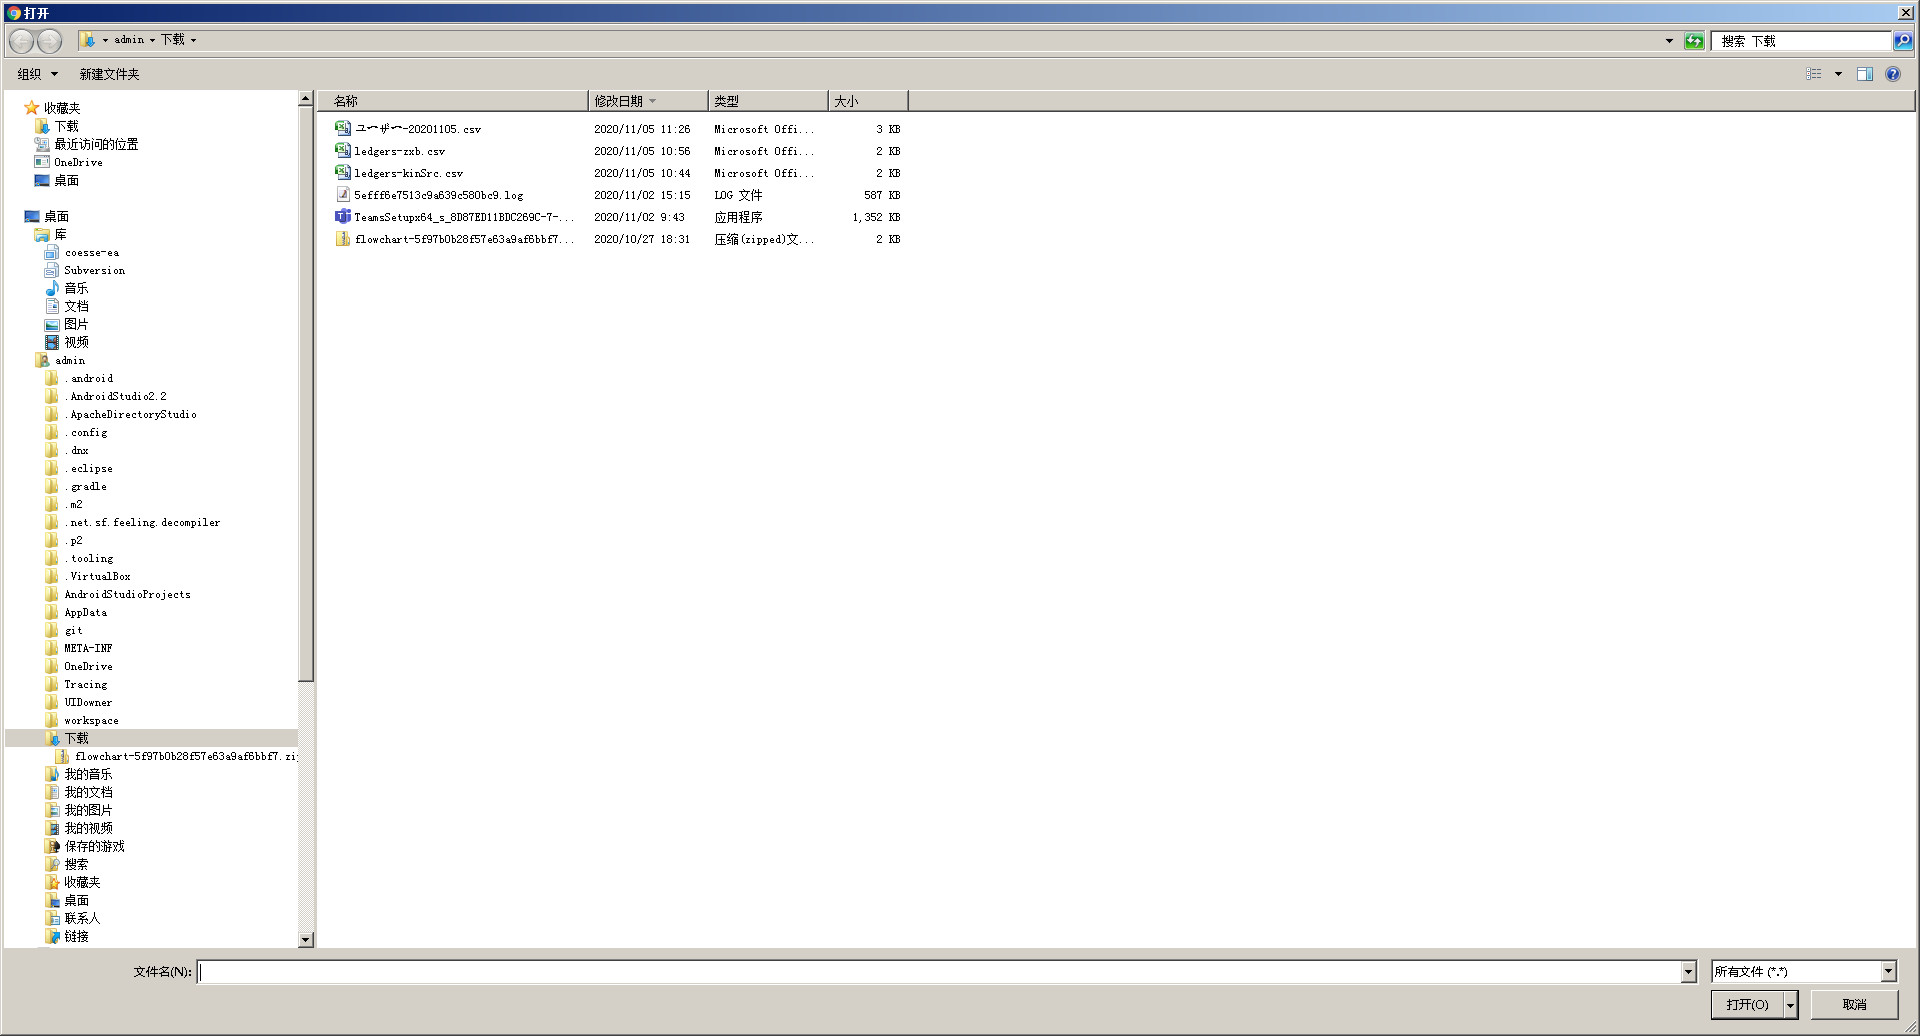 打开
admin 下载
搜索 下载
组织 新建文件夹
收藏夹
下载
最近访问的位置
OneDrive
桌面
桌面
库
coesse-ea
Subversion
音乐
文档
图片
视频
admin
.android
.AndroidStudio2.2
.ApacheDirectoryStudio
.config
.dnx
.eclipse
.gradle
.m2
.net.sf.feeling.decompiler
.p2
.tooling
.VirtualBox
AndroidStudioProjects
AppData
git
META-INF
OneDrive
Tracing
UIDowner
workspace
下载
flowchart-5f97b0b28f57e63a9af6bbf7.zip
我的音乐
我的文档
我的图片
我的视频
保存的游戏
搜索
收藏夹
桌面
联系人
链接
名称 修改日期 类型 大小
ユーザー-20201105.csv 2020/11/05 11:26 Microsoft Offi... 3 KB
ledgers-zxb.csv 2020/11/05 10:56 Microsoft Offi... 2 KB
ledgers-kinSrc.csv 2020/11/05 10:44 Microsoft Offi... 2 KB
5efff6e7513c9a639c580bc9.log 2020/11/02 15:15 LOG 文件 587 KB
TeamsSetupx64_s_8D87ED11BDC269C-7-... 2020/11/02 9:43 应用程序 1,352 KB
flowchart-5f97b0b28f57e63a9af6bbf7... 2020/10/27 18:31 压缩(zipped)文... 2 KB
文件名(N):
所有文件 (*.*)
打开(O) 取消